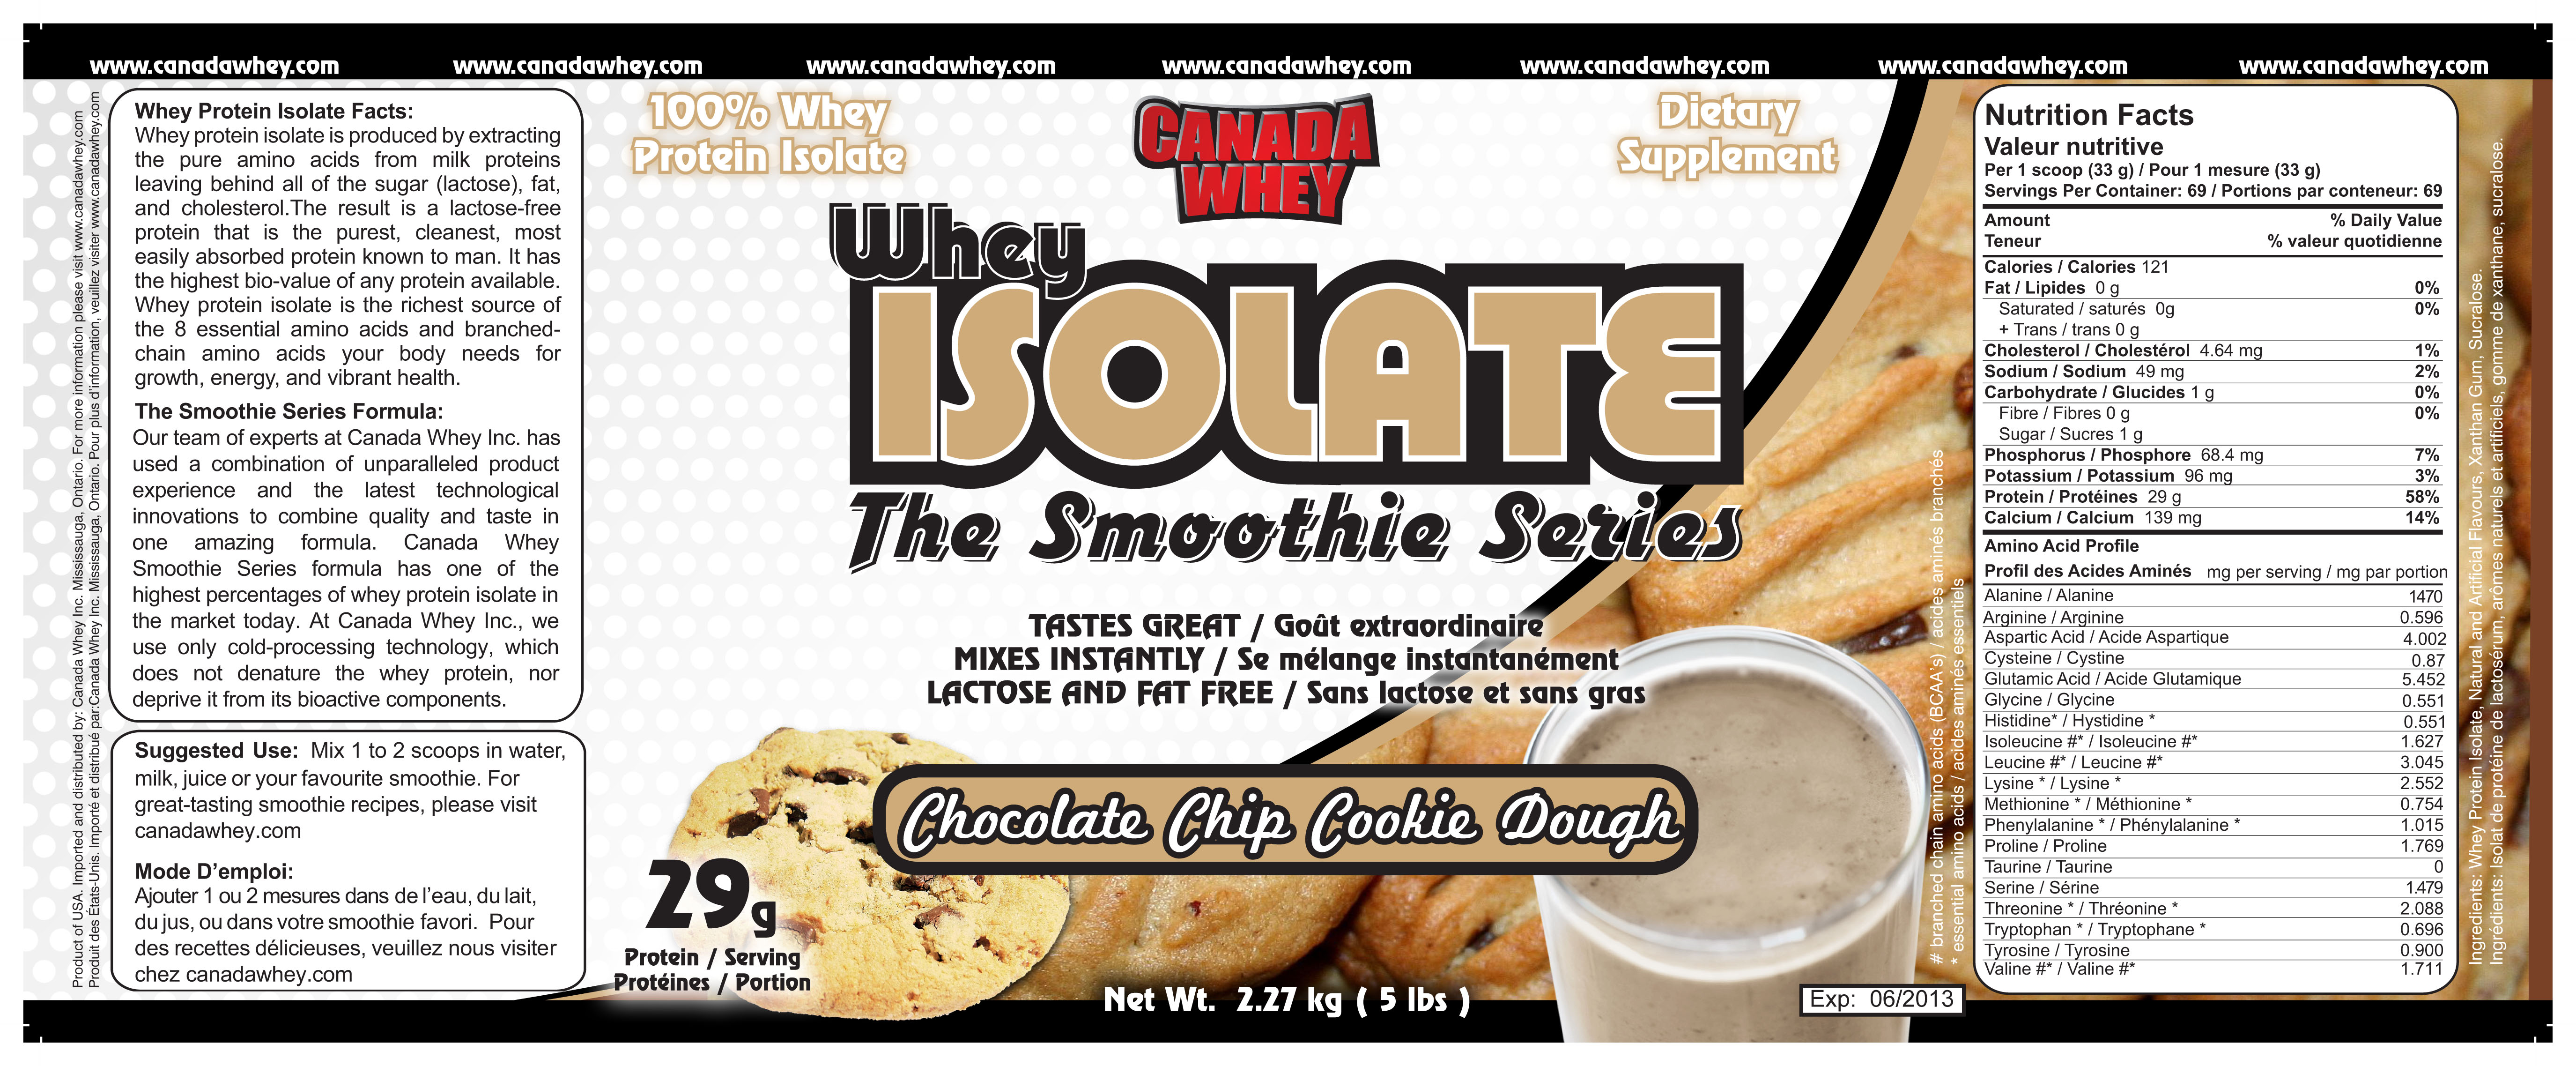 www.canadawhey.com www.canadawhey.com www.canadawhey.com www.canadawhey.com www.canadawhey.com www.canadawhey.com www.canadawhey.com
Product of USA. Imported and distributed by: Canada Whey Inc. Mississauga, Ontario. For more information please visit www.canadawhey.com
Produit des États-Unis. Importé et distribué par:Canada Whey Inc. Mississauga, Ontario. Pour plus d'information, veuillez visiter www.canadawhey.com
Whey Protein Isolate Facts:
Whey protein isolate is produced by extracting
the pure amino acids from milk proteins
leaving behind all of the sugar (lactose), fat,
and cholesterol.The result is a lactose-free
protein that is the purest, cleanest, most
easily absorbed protein known to man. It has
the highest bio-value of any protein available.
Whey protein isolate is the richest source of
the 8 essential amino acids and branched-
chain amino acids your body needs for
growth, energy, and vibrant health.
The Smoothie Series Formula:
Our team of experts at Canada Whey Inc. has
used a combination of unparalleled product
experience and the latest technological
innovations to combine quality and taste in
one amazing formula. Canada Whey
Smoothie Series formula has one of the
highest percentages of whey protein isolate in
the market today. At Canada Whey Inc., we
use only cold-processing technology, which
does not denature the whey protein, nor
deprive it from its bioactive components.
Suggested Use: Mix 1 to 2 scoops in water,
milk, juice or your favourite smoothie. For
great-tasting smoothie recipes, please visit
canadawhey.com
Mode D'emploi:
Ajouter 1 ou 2 mesures dans de l'eau, du lait,
du jus, ou dans votre smoothie favori. Pour
des recettes délicieuses, veuillez nous visiter
chez canadawhey.com
100% Whey
Protein Isolate
CANADA
WHEY
Dietary
Supplement
Whey
ISOLATE
The Smoothie Series
TASTES GREAT / Goût extraordinaire
MIXES INSTANTLY / Se mélange instantanément
LACTOSE AND FAT FREE / Sans lactose et sans gras
Chocolate Chip Cookie Dough
29g
Protein / Serving
Protéines / Portion
Net Wt. 2.27 kg ( 5 lbs )
Exp: 06/2013
# branched chain amino acids (BCAA's) / acides aminés branchés
* essential amino acids / acides aminés essentiels
Nutrition Facts
Valeur nutritive
Per 1 scoop (33 g) / Pour 1 mesure (33 g)
Servings Per Container: 69 / Portions par conteneur: 69
Amount % Daily Value
Teneur % valeur quotidienne
Calories / Calories 121
Fat / Lipides 0 g 0%
Saturated / saturés 0g 0%
+ Trans / trans 0 g
Cholesterol / Cholestérol 4.64 mg 1%
Sodium / Sodium 49 mg 2%
Carbohydrate / Glucides 1 g 0%
Fibre / Fibres 0 g 0%
Sugar / Sucres 1 g
Phosphorus / Phosphore 68.4 mg 7%
Potassium / Potassium 96 mg 3%
Protein / Protéines 29 g 58%
Calcium / Calcium 139 mg 14%
Amino Acid Profile
Profil des Acides Aminés mg per serving / mg par portion
Alanine / Alanine 1470
Arginine / Arginine 0.596
Aspartic Acid / Acide Aspartique 4.002
Cysteine / Cystine 0.87
Glutamic Acid / Acide Glutamique 5.452
Glycine / Glycine 0.551
Histidine* / Hystidine * 0.551
Isoleucine #* / Isoleucine #* 1.627
Leucine #* / Leucine #* 3.045
Lysine * / Lysine * 2.552
Methionine * / Méthionine * 0.754
Phenylalanine * / Phénylalanine * 1.015
Proline / Proline 1.769
Taurine / Taurine 0
Serine / Sérine 1.479
Threonine * / Thréonine * 2.088
Tryptophan * / Tryptophane * 0.696
Tyrosine / Tyrosine 0.900
Valine #* / Valine #* 1.711
Ingredients: Whey Protein Isolate, Natural and Artificial Flavours, Xanthan Gum, Sucralose.
Ingrédients: Isolat de protéine de lactosérum, arômes naturels et artificiels, gomme de xanthane, sucralose.